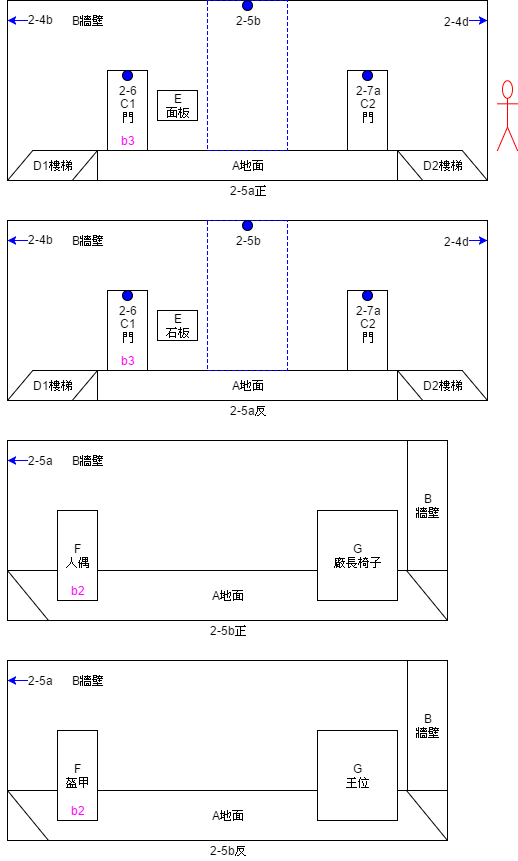 2-4b B牆壁 2-5b 2-4d
2-6
C1
門
b3
E
面板
2-7a
C2
門
D1樓梯 A地面 D2樓梯
2-5a正
2-4b B牆壁 2-5b 2-4d
2-6
C1
門
b3
E
石板
2-7a
C2
門
D1樓梯 A地面 D2樓梯
2-5a反
2-5a B牆壁
B
牆壁
F
人偶
b2
G
廠長椅子
A地面
2-5b正
2-5a B牆壁
B
牆壁
F
盔甲
b2
G
王位
A地面
2-5b反